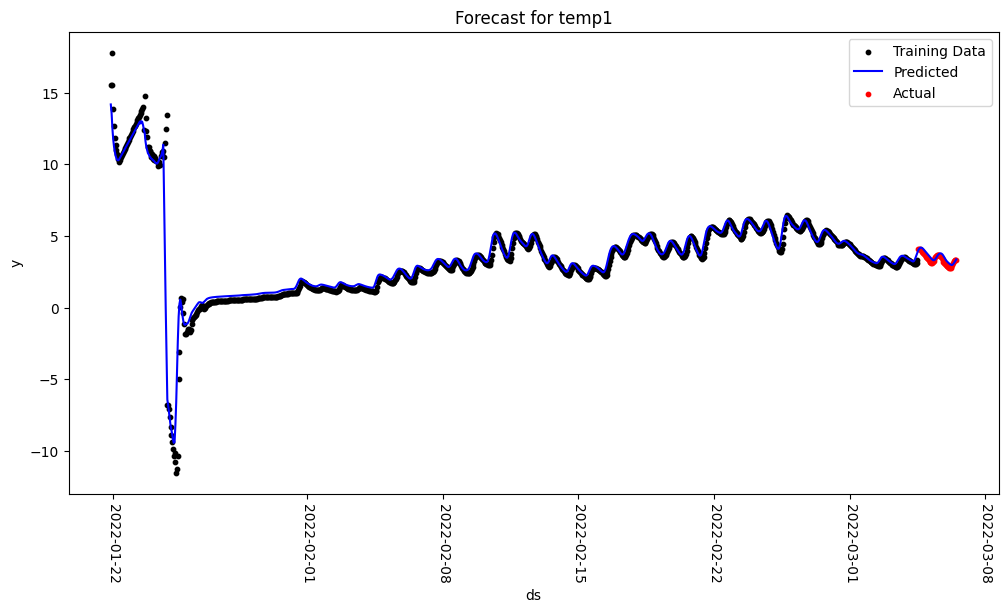 Forecast for temp1
Training Data
Predicted
Actual
y
15
10
5
0
−5
−10
2022-01-22
2022-02-01
2022-02-08
2022-02-15
2022-02-22
2022-03-01
2022-03-08
ds